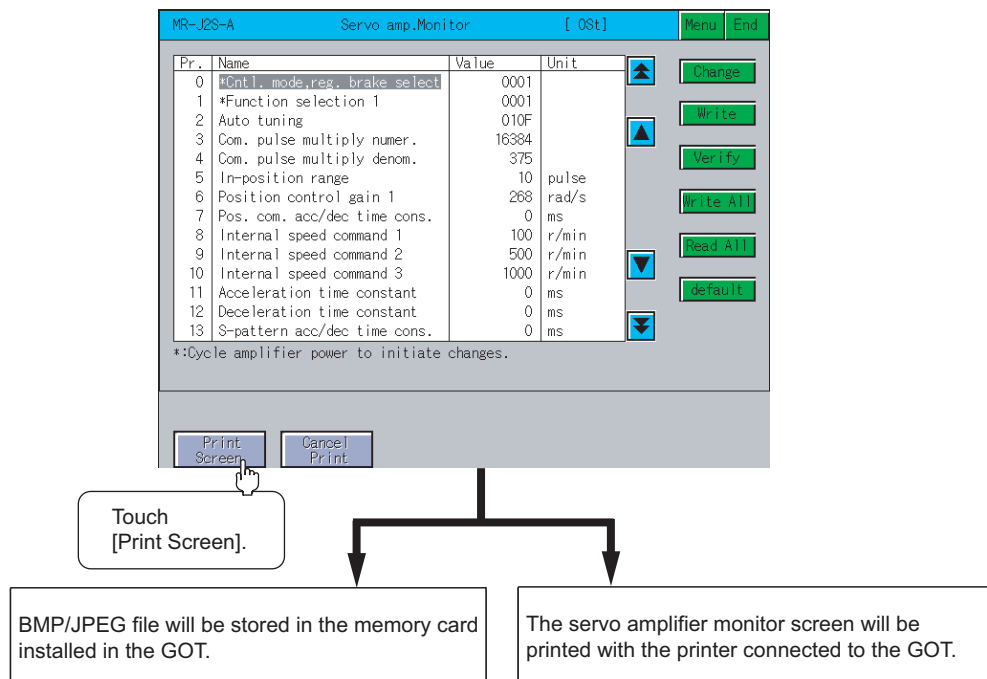 MR-J2S-A Servo amp.Monitor [ OSt] Menu End
Pr. Name Value Unit
0 *Cntl. mode,reg. brake select 0001
1 *Function selection 1 0001
2 Auto tuning 010F
3 Com. pulse multiply numer. 16384
4 Com. pulse multiply denom. 375
5 In-position range 10 pulse
6 Position control gain 1 268 rad/s
7 Pos. com. acc/dec time cons. 0 ms
8 Internal speed command 1 100 r/min
9 Internal speed command 2 500 r/min
10 Internal speed command 3 1000 r/min
11 Acceleration time constant 0 ms
12 Deceleration time constant 0 ms
13 S-pattern acc/dec time cons. 0 ms
*:Cycle amplifier power to initiate changes.
Change
Write
Verify
Write All
Read All
default
Print
Screen
Cancel
Print
Touch
[Print Screen].
BMP/JPEG file will be stored in the memory card
installed in the GOT.
The servo amplifier monitor screen will be
printed with the printer connected to the GOT.